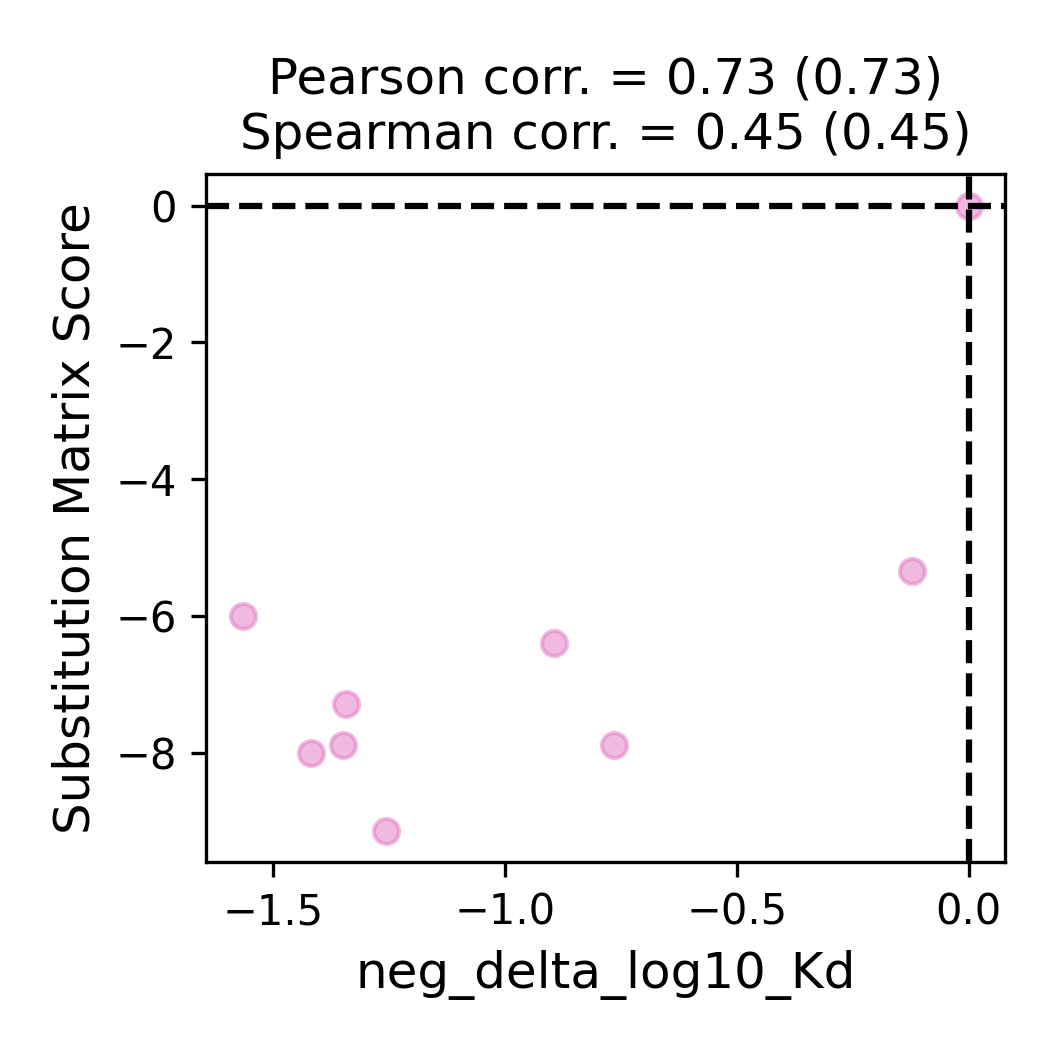 Pearson corr. = 0.73 (0.73)
Spearman corr. = 0.45 (0.45)
Substitution Matrix Score
0
−2
−4
−6
−8
−1.5
−1.0
−0.5
0.0
neg_delta_log10_Kd